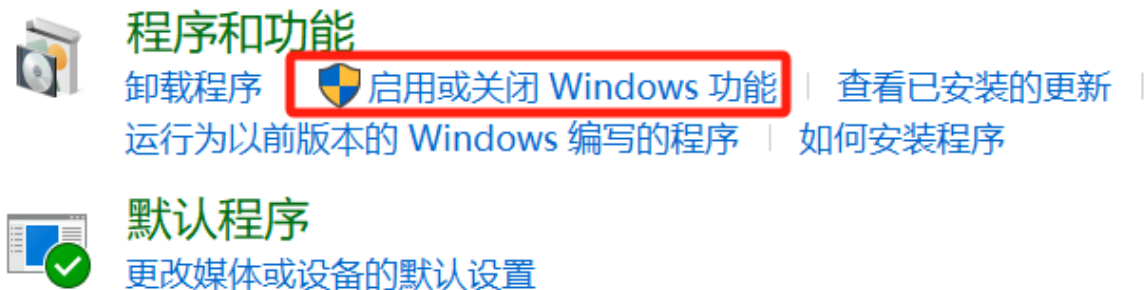 程序和功能
卸载程序 启用或关闭 Windows 功能 查看已安装的更新
运行为以前版本的 Windows 编写的程序 如何安装程序
默认程序
更改媒体或设备的默认设置